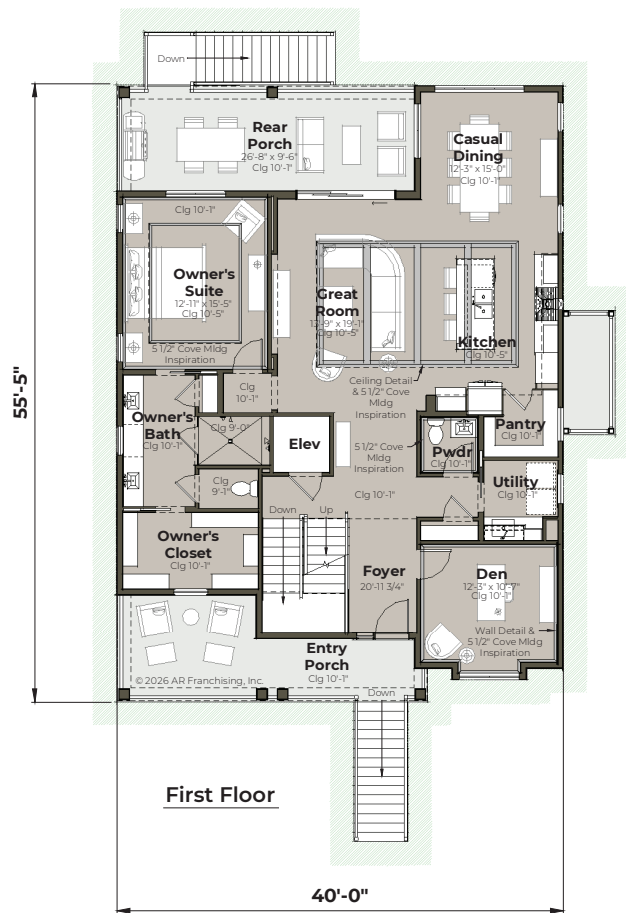 Down
Rear
Porch
26'-8" x 9'-6"
Clg 10'-1"
Casual
Dining
12'-3" x 15'-0"
Clg 10'-1"
Clg 10'-1"
Owner's
Suite
12'-11" x 15'-5"
Clg 10'-5"
5 1/2" Cove Mldg
Inspiration
Great
Room
Clg 10'-5"
Kitchen
Clg 10'-5"
Ceiling Detail
& 5 1/2" Cove
Mldg
Inspiration
Clg
10'-1"
55'-5"
Owner's
Bath
Clg 10'-1"
Clg 9'-0"
Elev
5 1/2" Cove
Mldg
Inspiration
Pwdr
Clg 10'-1"
Pantry
Clg 10'-1"
Clg
9'-1"
Clg 10'-1"
Utility
Clg 10'-1"
Down
Up
Owner's
Closet
Clg 10'-1"
Foyer
20'-11 3/4"
Den
12'-3" x 10'-7"
Clg 10'-1"
Wall Detail &
5 1/2" Cove Mldg
Inspiration
Entry
Porch
Clg 10'-1"
© 2026 AR Franchising, Inc.
Down
First Floor
40'-0"